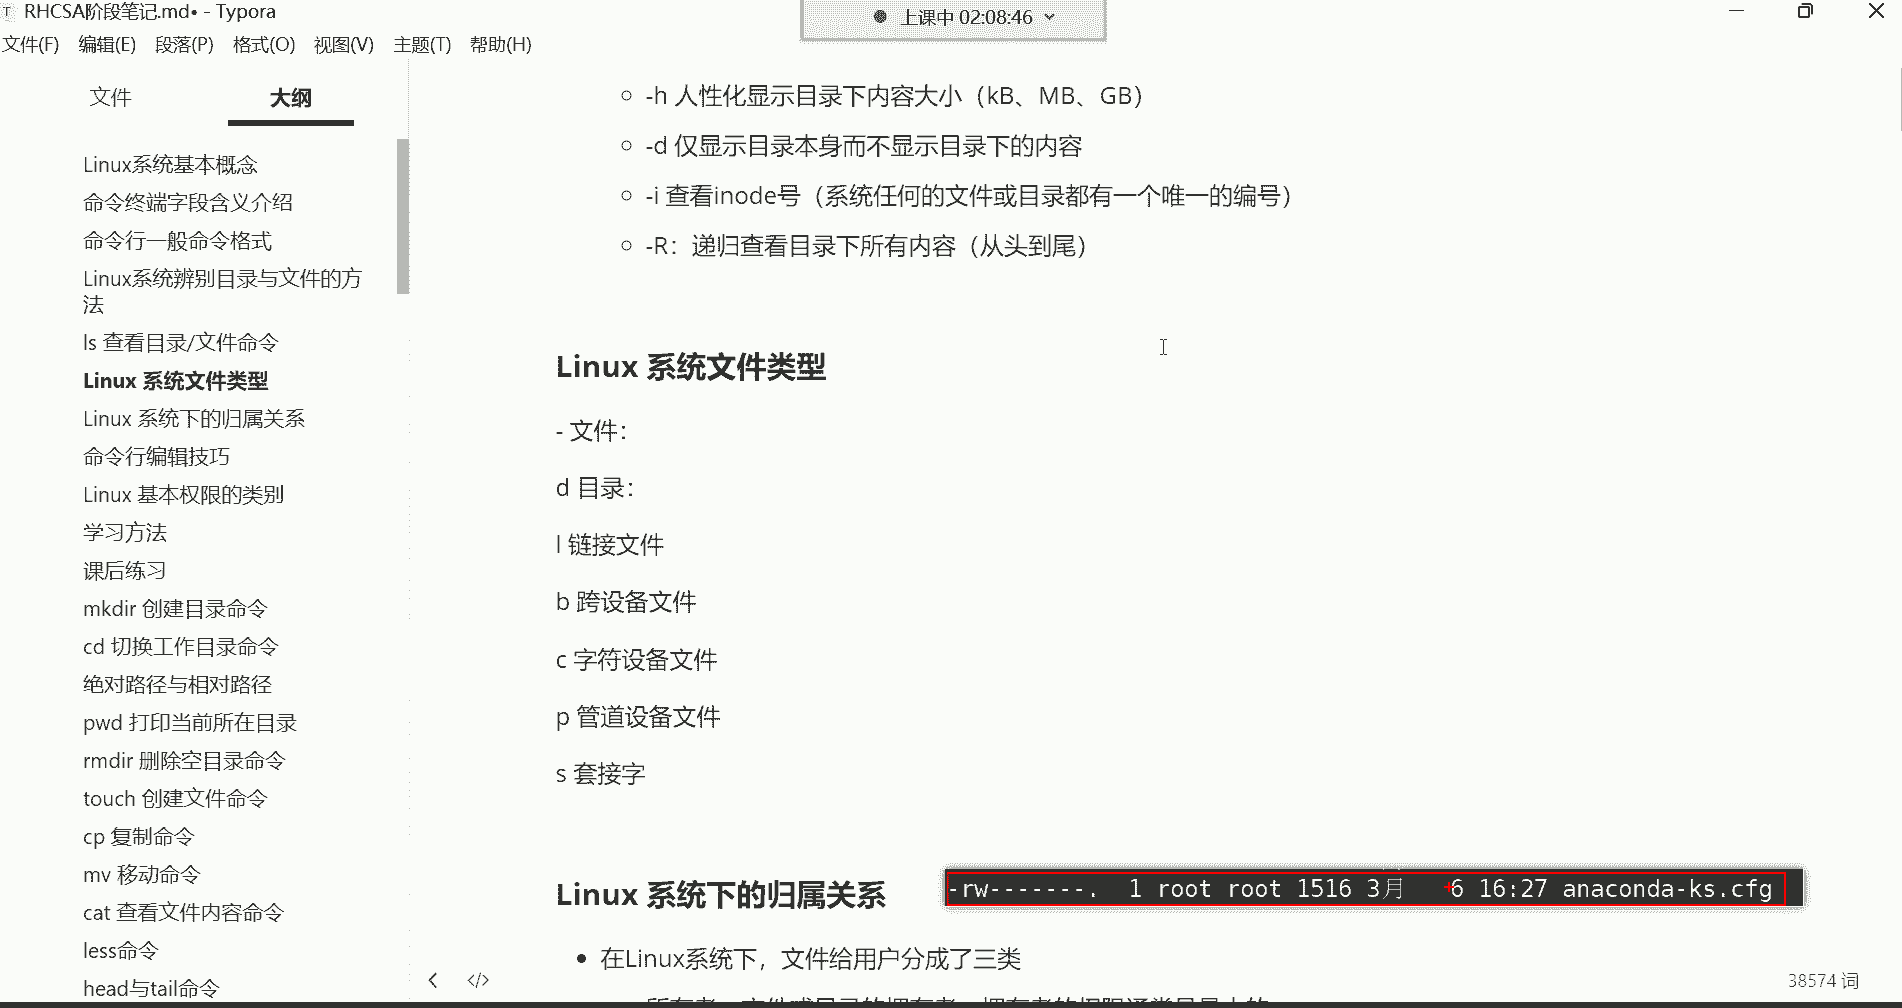 RHCSA阶段笔记.md• - Typora
上课中 02:08:46
文件(F) 编辑(E) 段落(P) 格式(O) 视图(V) 主题(T) 帮助(H)
文件 大纲
Linux系统基本概念
命令终端字段含义介绍
命令行一般命令格式
Linux系统辨别目录与文件的方
法
ls 查看目录/文件命令
Linux 系统文件类型
Linux 系统下的归属关系
命令行编辑技巧
Linux 基本权限的类别
学习方法
课后练习
mkdir 创建目录命令
cd 切换工作目录命令
绝对路径与相对路径
pwd 打印当前所在目录
rmdir 删除空目录命令
touch 创建文件命令
cp 复制命令
mv 移动命令
cat 查看文件内容命令
less命令
head与tail命令
-h 人性化显示目录下内容大小（kB、MB、GB）
-d 仅显示目录本身而不显示目录下的内容
-i 查看inode号（系统任何的文件或目录都有一个唯一的编号）
-R：递归查看目录下所有内容（从头到尾）
Linux 系统文件类型
- 文件：
d 目录：
l 链接文件
b 跨设备文件
c 字符设备文件
p 管道设备文件
s 套接字
Linux 系统下的归属关系
-rw-------. 1 root root 1516 3月 6 16:27 anaconda-ks.cfg
在Linux系统下，文件给用户分成了三类
38574 词